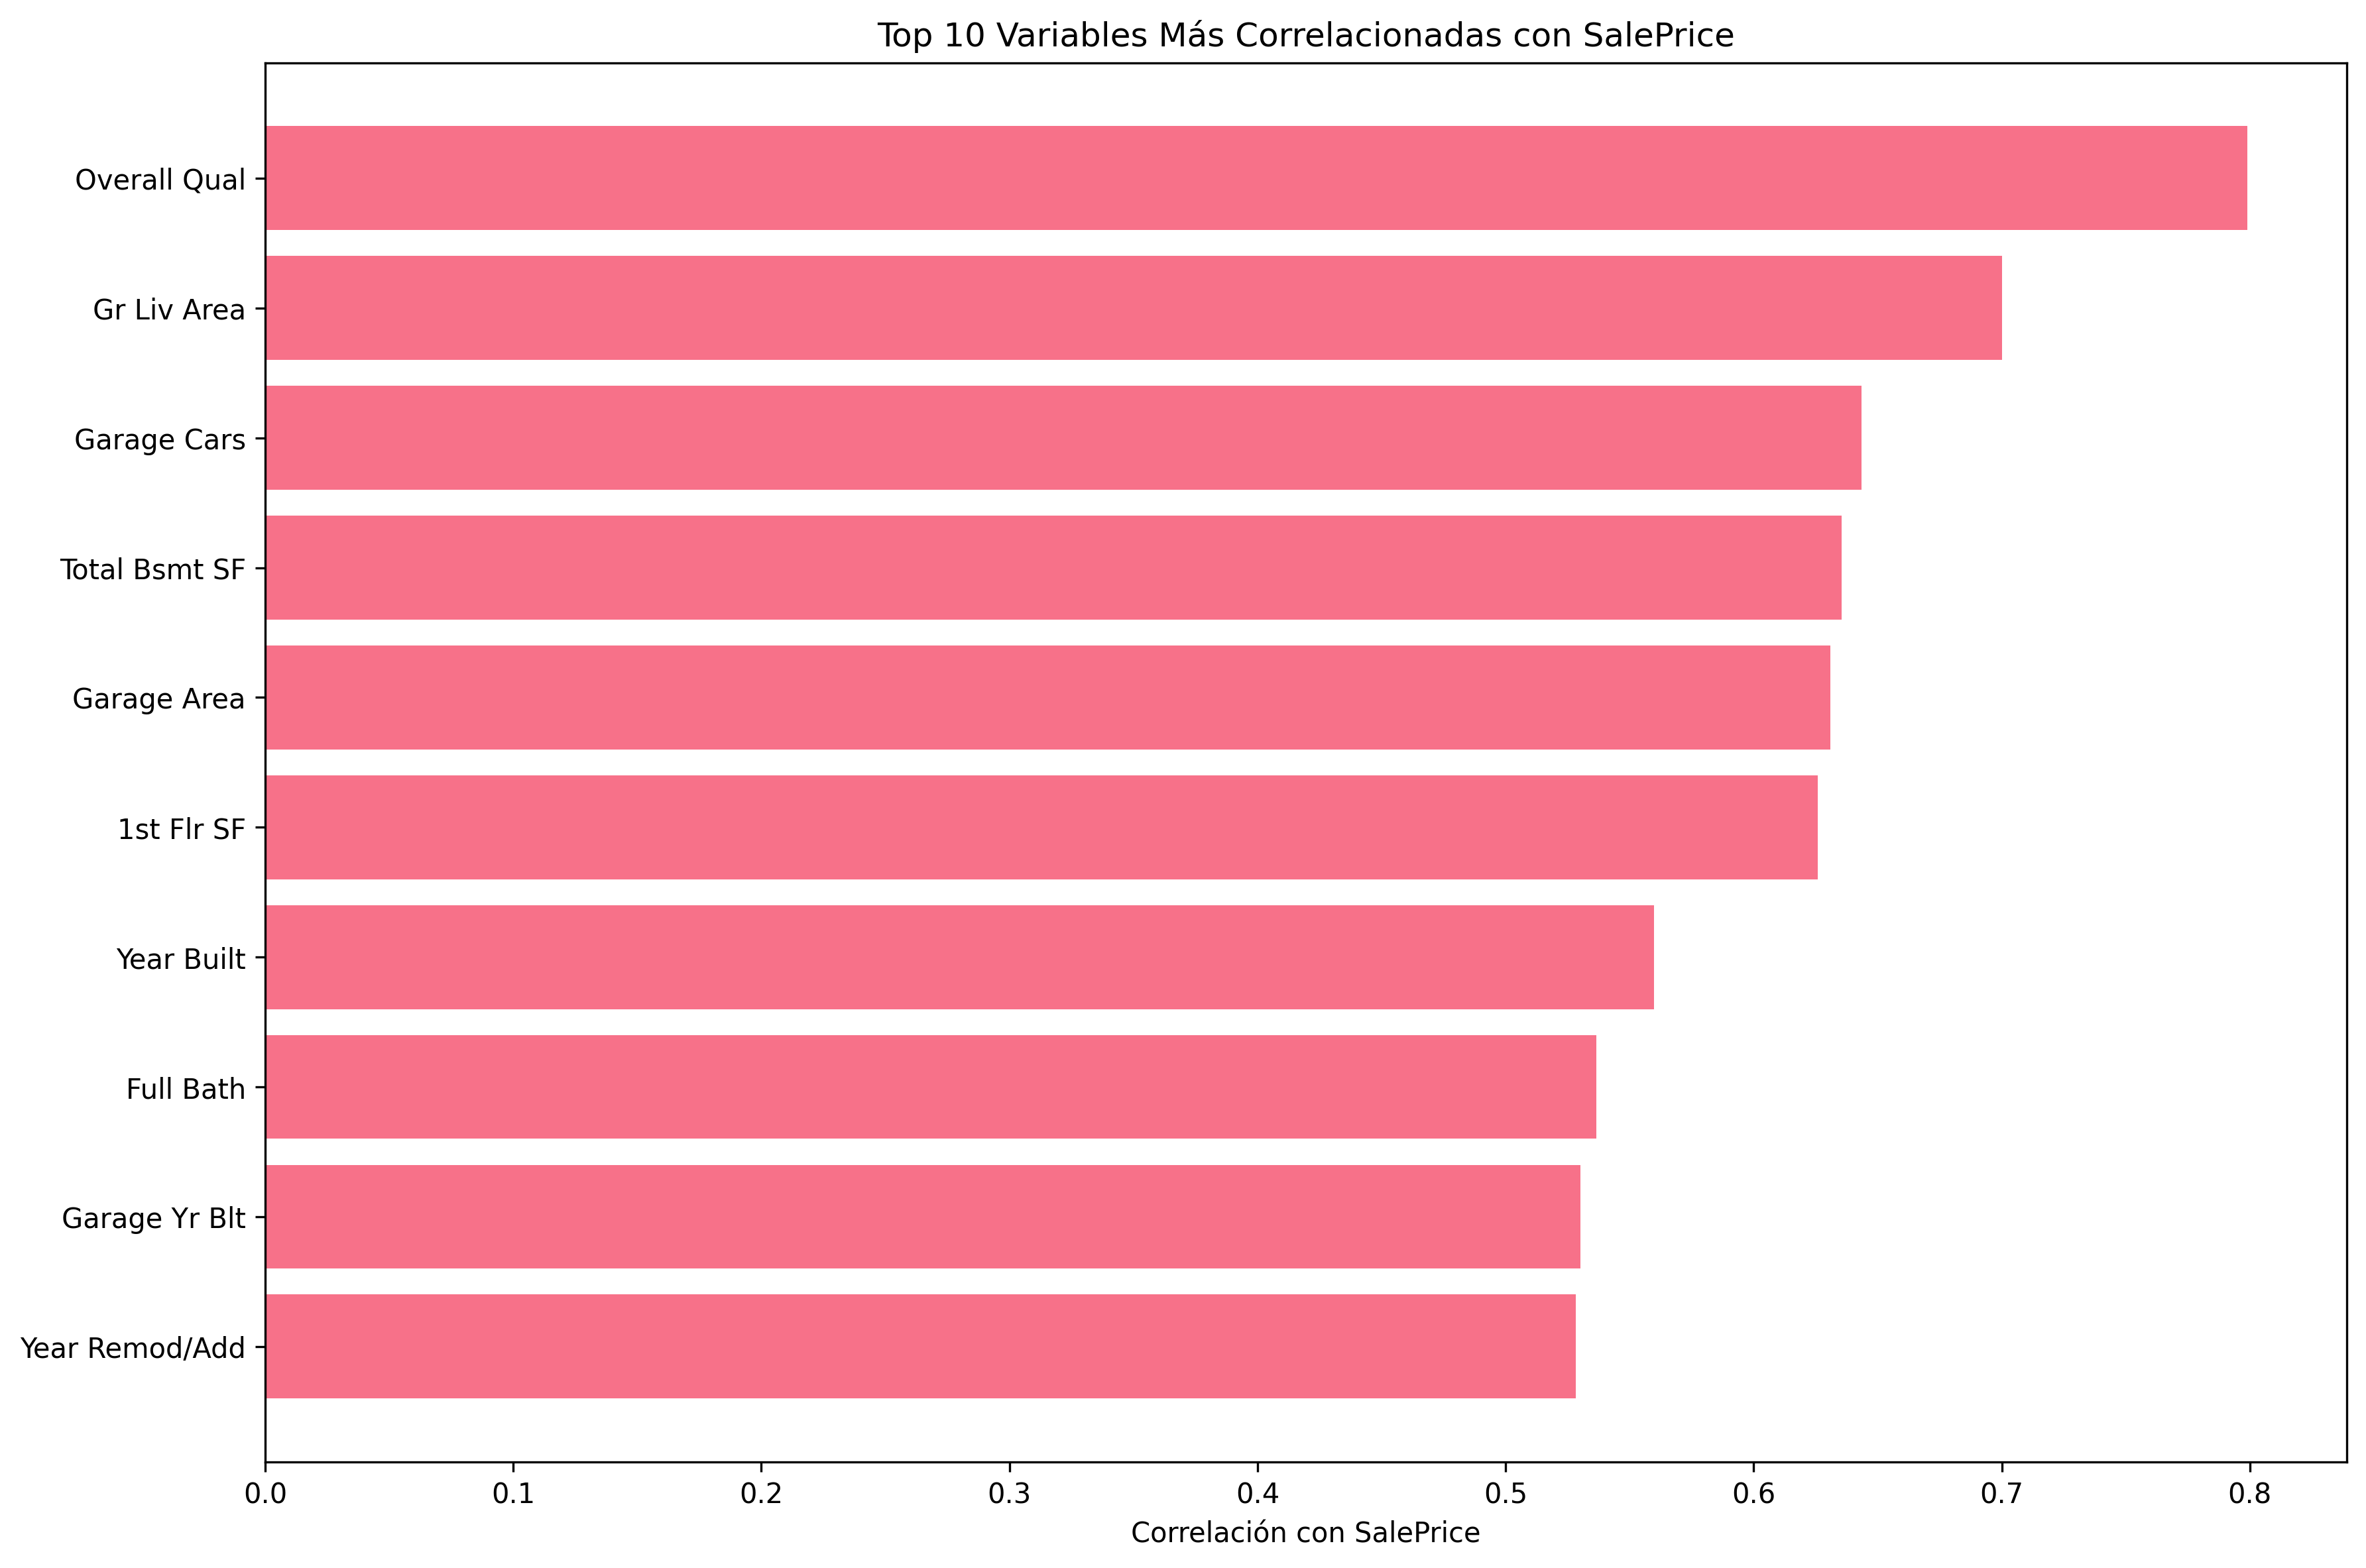 Top 10 Variables Más Correlacionadas con SalePrice
Overall Qual
Gr Liv Area
Garage Cars
Total Bsmt SF
Garage Area
1st Flr SF
Year Built
Full Bath
Garage Yr Blt
Year Remod/Add
0.0 0.1 0.2 0.3 0.4 0.5 0.6 0.7 0.8
Correlación con SalePrice